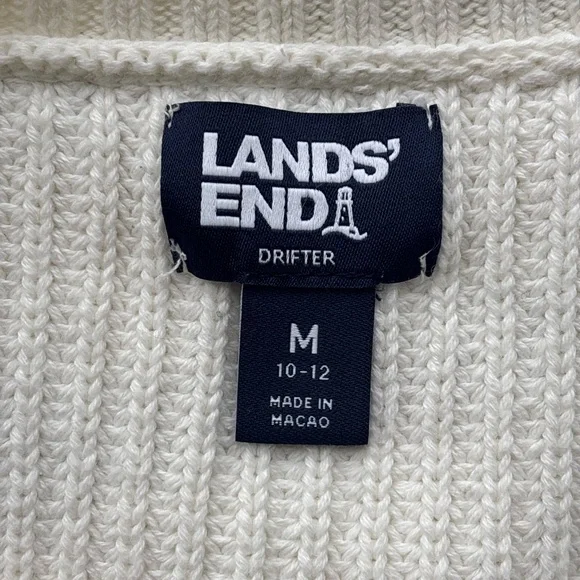 LANDS'
END
DRIFTER
M
10-12
MADE IN
MACAO